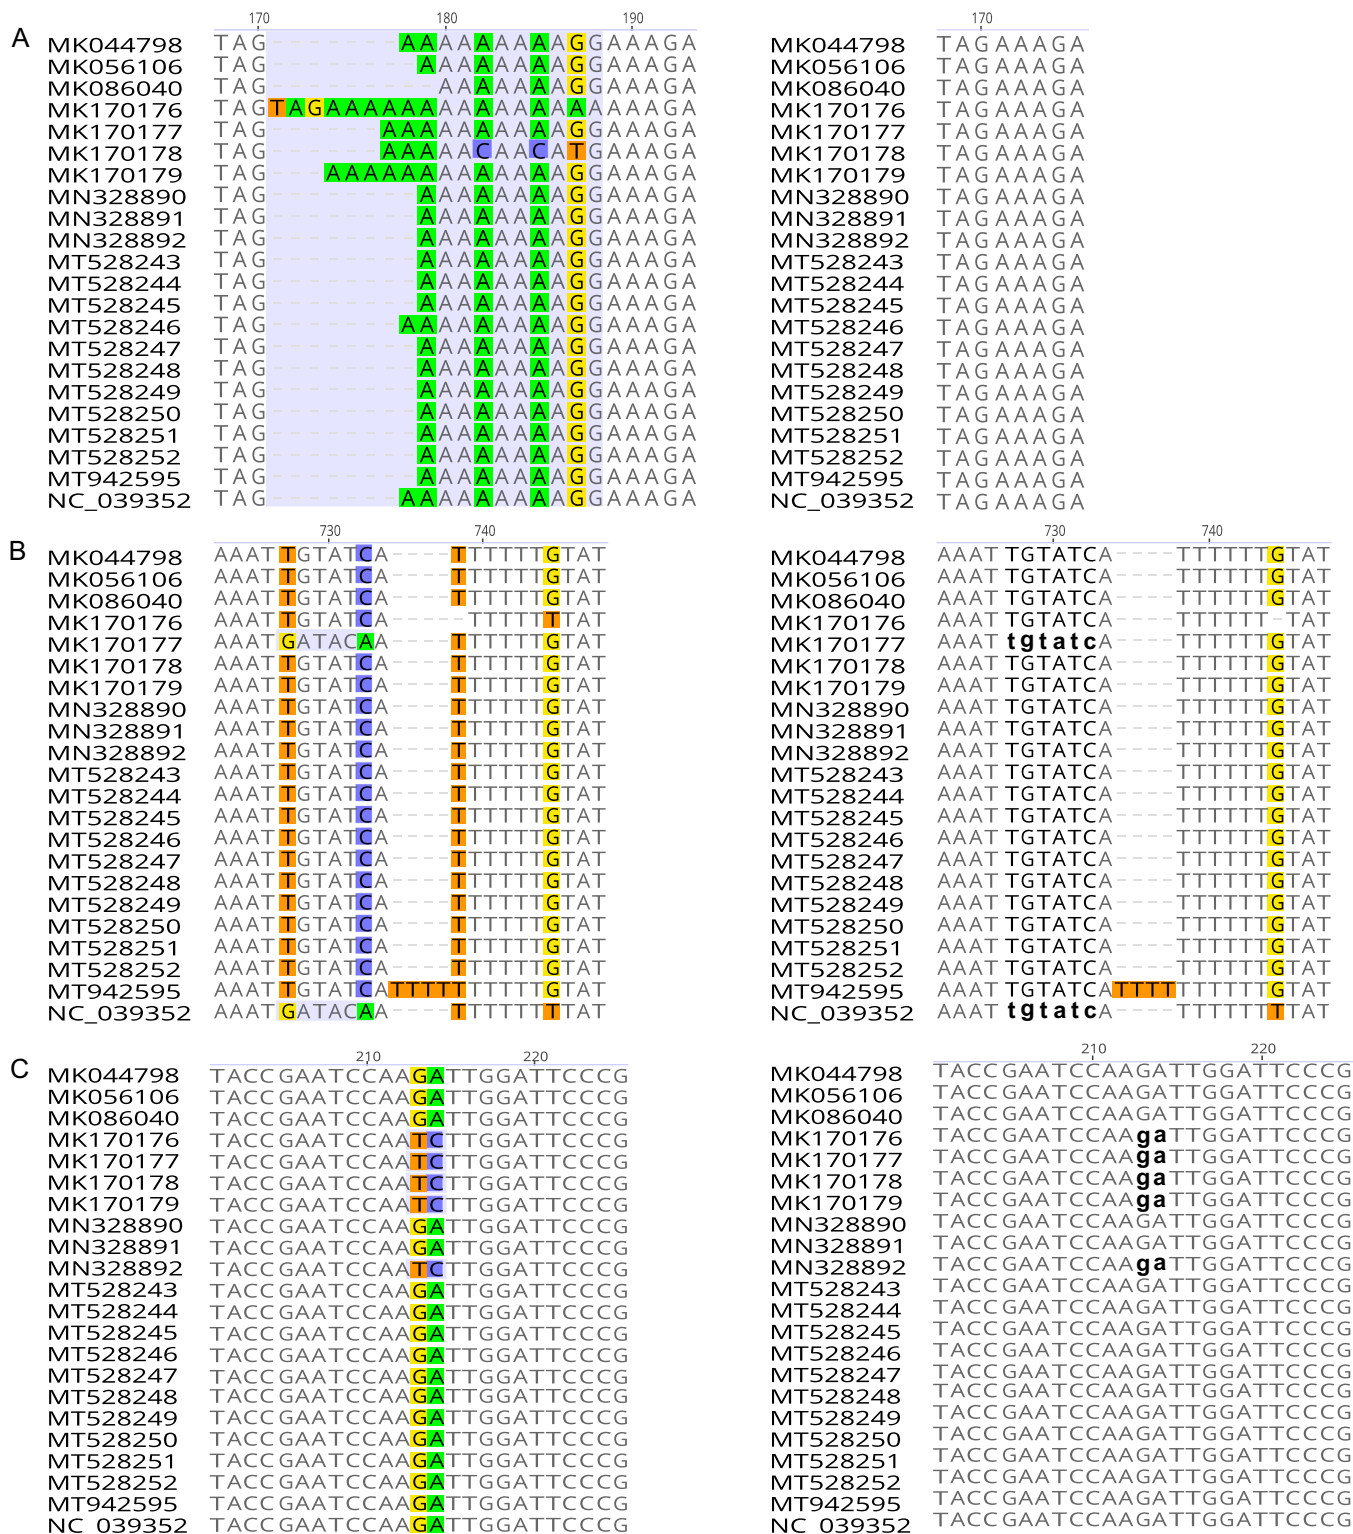 170 180 190 170
A
MK044798 TAG-------AAAAAAAAAGGAAAGA MK044798 TAGAAAGA
MK056106 TAG--------AAAAAAAAGGAAAGA MK056106 TAGAAAGA
MK086040 TAG---------AAAAAAAGGAAAGA MK086040 TAGAAAGA
MK170176 TAGTAGAAAAAAAAAAAAAAAAAAGA MK170176 TAGAAAGA
MK170177 TAG------AAAAAAAAAAGGAAAGA MK170177 TAGAAAGA
MK170178 TAG------AAAAACAACATGAAAGA MK170178 TAGAAAGA
MK170179 TAG---AAAAAAAAAAAAAGGAAAGA MK170179 TAGAAAGA
MN328890 TAG--------AAAAAAAAGGAAAGA MN328890 TAGAAAGA
MN328891 TAG--------AAAAAAAAGGAAAGA MN328891 TAGAAAGA
MN328892 TAG--------AAAAAAAAGGAAAGA MN328892 TAGAAAGA
MT528243 TAG--------AAAAAAAAGGAAAGA MT528243 TAGAAAGA
MT528244 TAG--------AAAAAAAAGGAAAGA MT528244 TAGAAAGA
MT528245 TAG--------AAAAAAAAGGAAAGA MT528245 TAGAAAGA
MT528246 TAG-------AAAAAAAAAGGAAAGA MT528246 TAGAAAGA
MT528247 TAG--------AAAAAAAAGGAAAGA MT528247 TAGAAAGA
MT528248 TAG--------AAAAAAAAGGAAAGA MT528248 TAGAAAGA
MT528249 TAG--------AAAAAAAAGGAAAGA MT528249 TAGAAAGA
MT528250 TAG--------AAAAAAAAGGAAAGA MT528250 TAGAAAGA
MT528251 TAG--------AAAAAAAAGGAAAGA MT528251 TAGAAAGA
MT528252 TAG--------AAAAAAAAGGAAAGA MT528252 TAGAAAGA
MT942595 TAG--------AAAAAAAAGGAAAGA MT942595 TAGAAAGA
NC_039352 TAG-------AAAAAAAAAGGAAAGA NC_039352 TAGAAAGA
730 740 730 740
B
MK044798 AAATTGTATCA----TTTTTTGTAT MK044798 AAATTGTATCA----TTTTTTGTAT
MK056106 AAATTGTATCA----TTTTTTGTAT MK056106 AAATTGTATCA----TTTTTTGTAT
MK086040 AAATTGTATCA----TTTTTTGTAT MK086040 AAATTGTATCA----TTTTTTGTAT
MK170176 AAATTGTATCA-----TTTTTTTAT MK170176 AAATTGTATCA----TTTTTT-TAT
MK170177 AAATGATACAA----TTTTTTGTAT MK170177 AAATtgtatcA----TTTTTTGTAT
MK170178 AAATTGTATCA----TTTTTTGTAT MK170178 AAATTGTATCA----TTTTTTGTAT
MK170179 AAATTGTATCA----TTTTTTGTAT MK170179 AAATTGTATCA----TTTTTTGTAT
MN328890 AAATTGTATCA----TTTTTTGTAT MN328890 AAATTGTATCA----TTTTTTGTAT
MN328891 AAATTGTATCA----TTTTTTGTAT MN328891 AAATTGTATCA----TTTTTTGTAT
MN328892 AAATTGTATCA----TTTTTTGTAT MN328892 AAATTGTATCA----TTTTTTGTAT
MT528243 AAATTGTATCA----TTTTTTGTAT MT528243 AAATTGTATCA----TTTTTTGTAT
MT528244 AAATTGTATCA----TTTTTTGTAT MT528244 AAATTGTATCA----TTTTTTGTAT
MT528245 AAATTGTATCA----TTTTTTGTAT MT528245 AAATTGTATCA----TTTTTTGTAT
MT528246 AAATTGTATCA----TTTTTTGTAT MT528246 AAATTGTATCA----TTTTTTGTAT
MT528247 AAATTGTATCA----TTTTTTGTAT MT528247 AAATTGTATCA----TTTTTTGTAT
MT528248 AAATTGTATCA----TTTTTTGTAT MT528248 AAATTGTATCA----TTTTTTGTAT
MT528249 AAATTGTATCA----TTTTTTGTAT MT528249 AAATTGTATCA----TTTTTTGTAT
MT528250 AAATTGTATCA----TTTTTTGTAT MT528250 AAATTGTATCA----TTTTTTGTAT
MT528251 AAATTGTATCA----TTTTTTGTAT MT528251 AAATTGTATCA----TTTTTTGTAT
MT528252 AAATTGTATCA----TTTTTTGTAT MT528252 AAATTGTATCA----TTTTTTGTAT
MT942595 AAATTGTATCATTTTTTTTTTGTAT MT942595 AAATTGTATCATTTTTTTTTTGTAT
NC_039352 AAATGATACAA----TTTTTTTTAT NC_039352 AAATtgtatcA----TTTTTTTTAT
210 220 210 220
C
MK044798 TACCGAATCCAAGATTGGATTCCCG MK044798 TACCGAATCCAAGATTGGATTCCCG
MK056106 TACCGAATCCAAGATTGGATTCCCG MK056106 TACCGAATCCAAGATTGGATTCCCG
MK086040 TACCGAATCCAAGATTGGATTCCCG MK086040 TACCGAATCCAAGATTGGATTCCCG
MK170176 TACCGAATCCAATCTTGGATTCCCG MK170176 TACCGAATCCAAgaTTGGATTCCCG
MK170177 TACCGAATCCAATCTTGGATTCCCG MK170177 TACCGAATCCAAgaTTGGATTCCCG
MK170178 TACCGAATCCAATCTTGGATTCCCG MK170178 TACCGAATCCAAgaTTGGATTCCCG
MK170179 TACCGAATCCAATCTTGGATTCCCG MK170179 TACCGAATCCAAgaTTGGATTCCCG
MN328890 TACCGAATCCAAGATTGGATTCCCG MN328890 TACCGAATCCAAGATTGGATTCCCG
MN328891 TACCGAATCCAAGATTGGATTCCCG MN328891 TACCGAATCCAAGATTGGATTCCCG
MN328892 TACCGAATCCAATCTTGGATTCCCG MN328892 TACCGAATCCAAgaTTGGATTCCCG
MT528243 TACCGAATCCAAGATTGGATTCCCG MT528243 TACCGAATCCAAGATTGGATTCCCG
MT528244 TACCGAATCCAAGATTGGATTCCCG MT528244 TACCGAATCCAAGATTGGATTCCCG
MT528245 TACCGAATCCAAGATTGGATTCCCG MT528245 TACCGAATCCAAGATTGGATTCCCG
MT528246 TACCGAATCCAAGATTGGATTCCCG MT528246 TACCGAATCCAAGATTGGATTCCCG
MT528247 TACCGAATCCAAGATTGGATTCCCG MT528247 TACCGAATCCAAGATTGGATTCCCG
MT528248 TACCGAATCCAAGATTGGATTCCCG MT528248 TACCGAATCCAAGATTGGATTCCCG
MT528249 TACCGAATCCAAGATTGGATTCCCG MT528249 TACCGAATCCAAGATTGGATTCCCG
MT528250 TACCGAATCCAAGATTGGATTCCCG MT528250 TACCGAATCCAAGATTGGATTCCCG
MT528251 TACCGAATCCAAGATTGGATTCCCG MT528251 TACCGAATCCAAGATTGGATTCCCG
MT528252 TACCGAATCCAAGATTGGATTCCCG MT528252 TACCGAATCCAAGATTGGATTCCCG
MT942595 TACCGAATCCAAGATTGGATTCCCG MT942595 TACCGAATCCAAGATTGGATTCCCG
NC_039352 TACCGAATCCAAGATTGGATTCCCG NC_039352 TACCGAATCCAAGATTGGATTCCCG